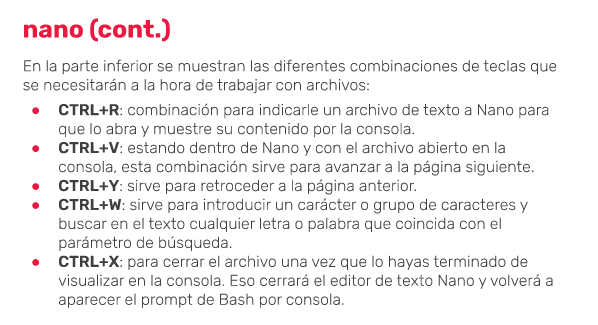 nano (cont.)
En la parte inferior se muestran las diferentes combinaciones de teclas que
se necesitarán a la hora de trabajar con archivos:
● CTRL+R: combinación para indicarle un archivo de texto a Nano para
que lo abra y muestre su contenido por la consola.
● CTRL+V: estando dentro de Nano y con el archivo abierto en la
consola, esta combinación sirve para avanzar a la página siguiente.
● CTRL+Y: sirve para retroceder a la página anterior.
● CTRL+W: sirve para introducir un carácter o grupo de caracteres y
buscar en el texto cualquier letra o palabra que coincida con el
parámetro de búsqueda.
● CTRL+X: para cerrar el archivo una vez que lo hayas terminado de
visualizar en la consola. Eso cerrará el editor de texto Nano y volverá a
aparecer el prompt de Bash por consola.